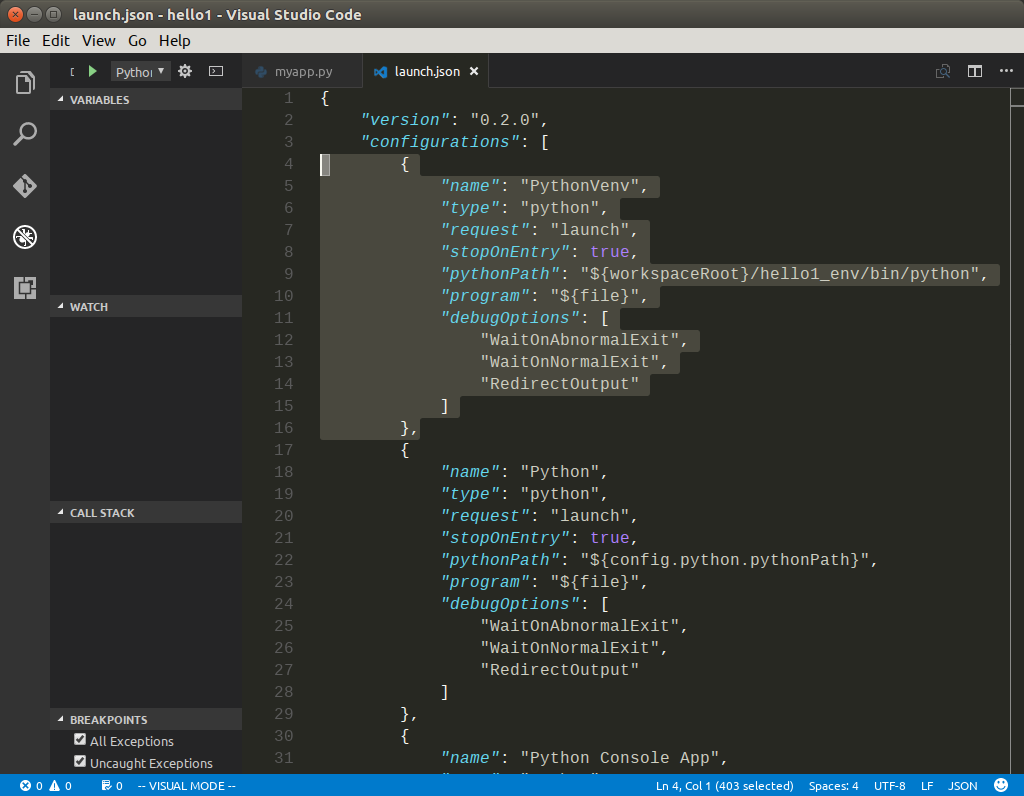 launch.json - hello1 - Visual Studio Code
File Edit View Go Help
Python
myapp.py
launch.json
VARIABLES
WATCH
CALL STACK
BREAKPOINTS
All Exceptions
Uncaught Exceptions
1 {
2 "version": "0.2.0",
3 "configurations": [
4 {
5 "name": "PythonVenv",
6 "type": "python",
7 "request": "launch",
8 "stopOnEntry": true,
9 "pythonPath": "${workspaceRoot}/hello1_env/bin/python",
10 "program": "${file}",
11 "debugOptions": [
12 "WaitOnAbnormalExit",
13 "WaitOnNormalExit",
14 "RedirectOutput"
15 ]
16 },
17 {
18 "name": "Python",
19 "type": "python",
20 "request": "launch",
21 "stopOnEntry": true,
22 "pythonPath": "${config.python.pythonPath}",
23 "program": "${file}",
24 "debugOptions": [
25 "WaitOnAbnormalExit",
26 "WaitOnNormalExit",
27 "RedirectOutput"
28 ]
29 },
30 {
31 "name": "Python Console App",
0 0 0 -- VISUAL MODE -- Ln 4, Col 1 (403 selected) Spaces: 4 UTF-8 LF JSON